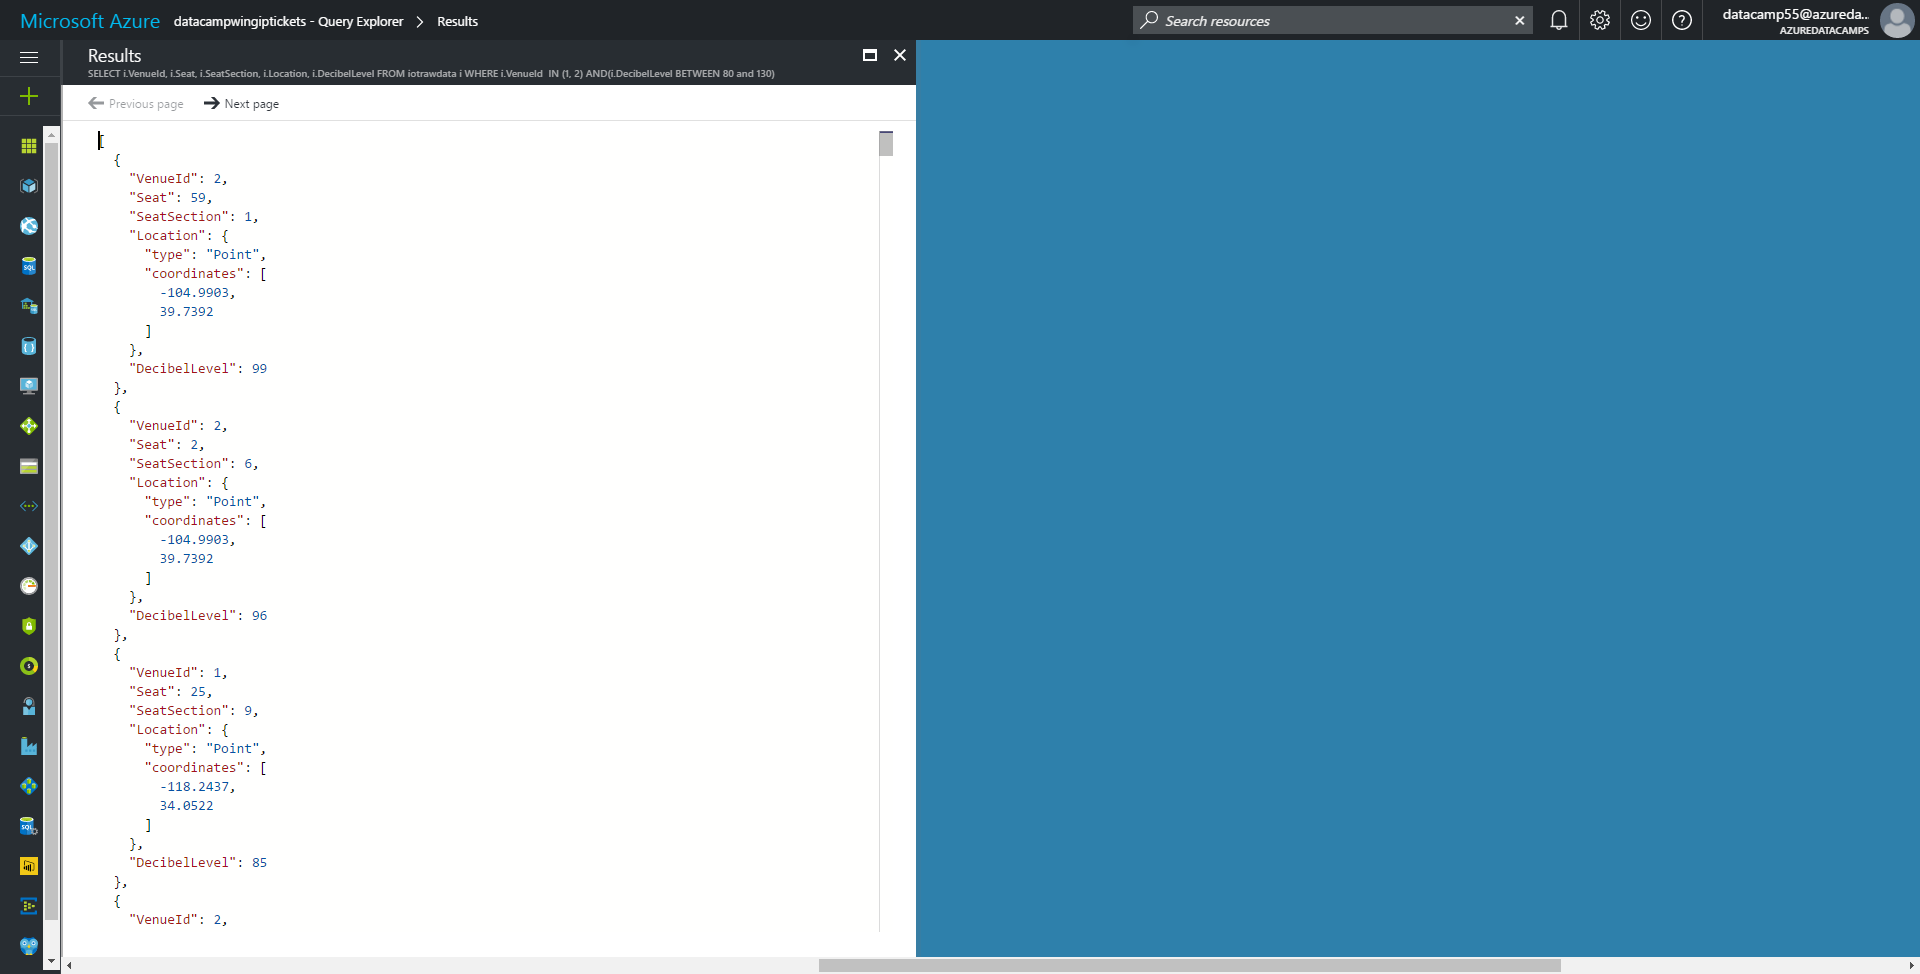 Microsoft Azure datacampwingiptickets - Query Explorer > Results
Search resources
datacamp55@azureda...
AZUREDATACAMPS
Results
SELECT i.VenueId, i.Seat, i.SeatSection, i.Location, i.DecibelLevel FROM iotrawdata i WHERE i.VenueId  IN (1, 2) AND(i.DecibelLevel BETWEEN 80 and 130)
Previous page Next page
[
{
"VenueId": 2,
"Seat": 59,
"SeatSection": 1,
"Location": {
"type": "Point",
"coordinates": [
-104.9903,
39.7392
]
},
"DecibelLevel": 99
},
{
"VenueId": 2,
"Seat": 2,
"SeatSection": 6,
"Location": {
"type": "Point",
"coordinates": [
-104.9903,
39.7392
]
},
"DecibelLevel": 96
},
{
"VenueId": 1,
"Seat": 25,
"SeatSection": 9,
"Location": {
"type": "Point",
"coordinates": [
-118.2437,
34.0522
]
},
"DecibelLevel": 85
},
{
"VenueId": 2,